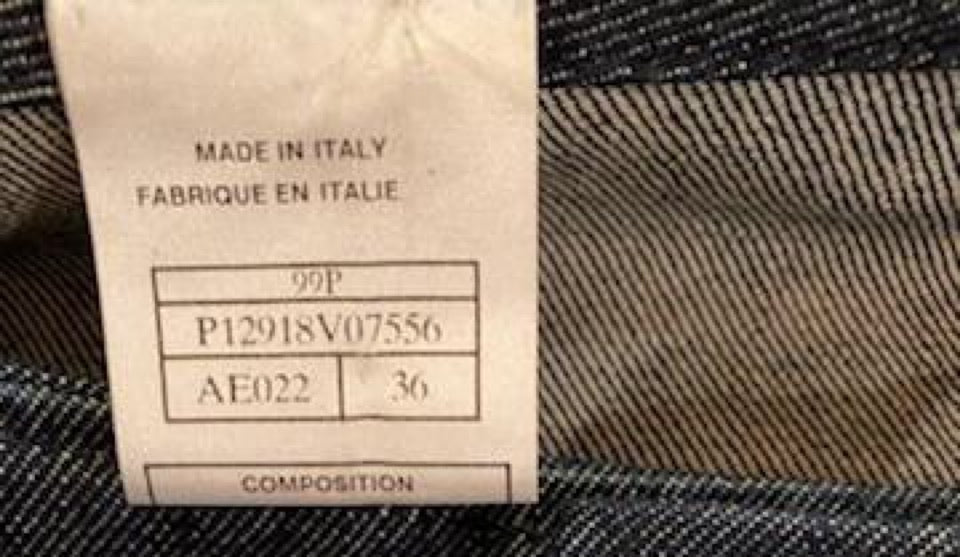 MADE IN ITALY
FABRIQUE EN ITALIE
99P
P12918V07556
AE022 36
COMPOSITION